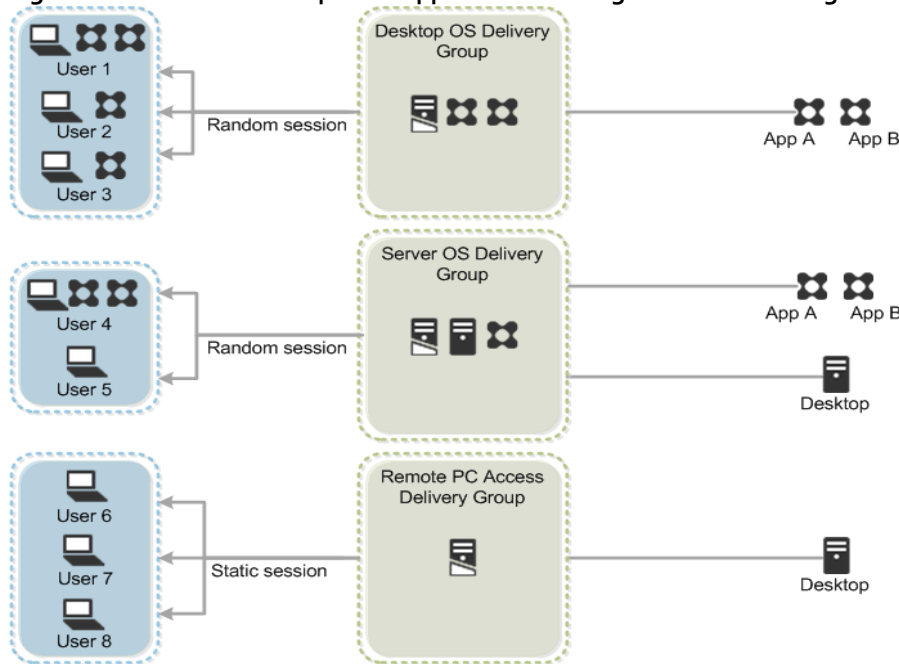 User 1
User 2
User 3
Random session
Desktop OS Delivery
Group
App A
App B
User 4
User 5
Random session
Server OS Delivery
Group
App A
App B
Desktop
User 6
User 7
User 8
Static session
Remote PC Access
Delivery Group
Desktop